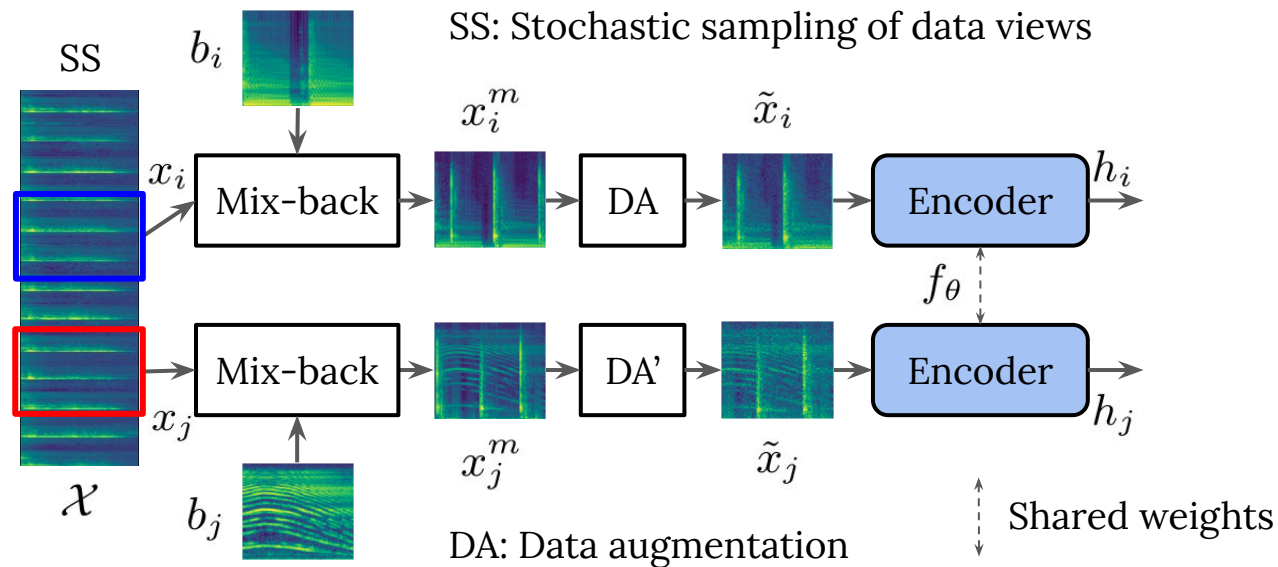 SS: Stochastic sampling of data views
b_i
SS
x_i^m
x̃_i
x_i
Mix-back
DA
Encoder
h_i
f_θ
Mix-back
DA'
Encoder
x_j
h_j
x_j^m
x̃_j
𝒳
b_j
Shared weights
DA: Data augmentation